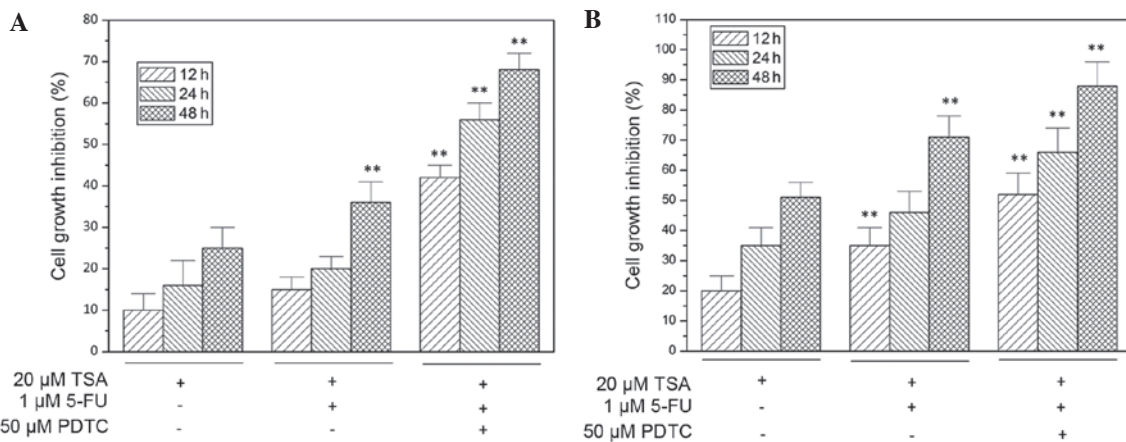 A
80
70
60
50
40
30
20
10
0
Cell growth inhibition (%)
12 h
24 h
48 h
**
**
**
**
20 µM TSA + + +
1 µM 5-FU - + +
50 µM PDTC - - +
B
110
100
90
80
70
60
50
40
30
20
10
0
Cell growth inhibition (%)
12 h
24 h
48 h
**
**
**
**
**
20 µM TSA + + +
1 µM 5-FU - + +
50 µM PDTC - - +